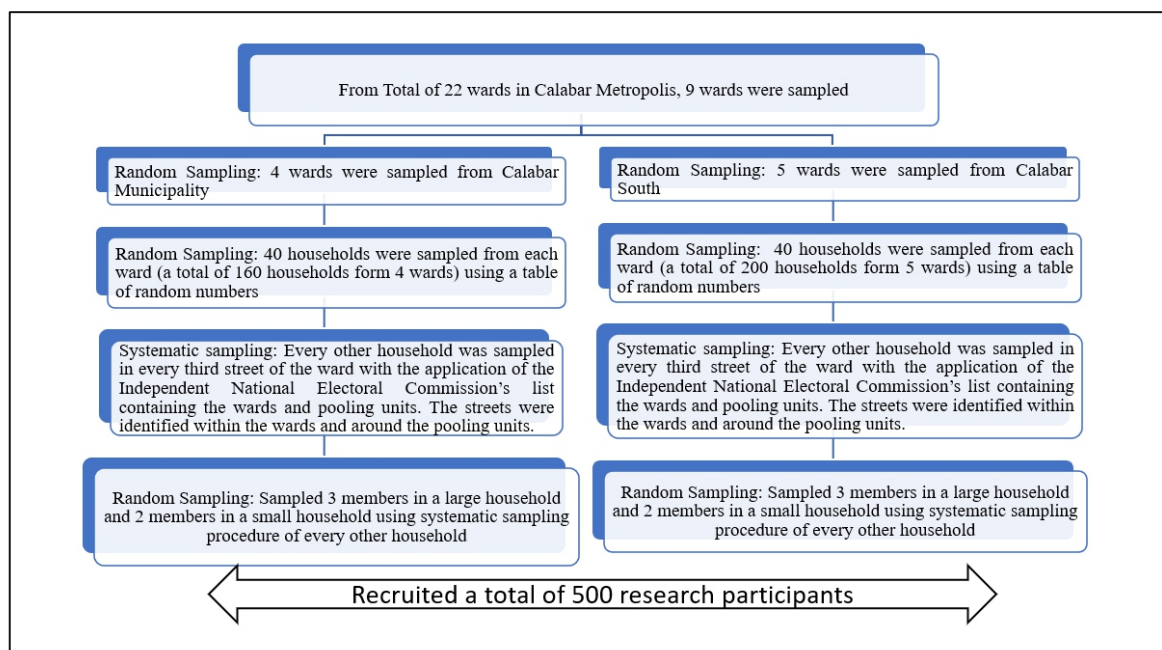 From Total of 22 wards in Calabar Metropolis, 9 wards were sampled
Random Sampling: 4 wards were sampled from Calabar
Municipality
Random Sampling: 40 households were sampled from each
ward (a total of 160 households form 4 wards) using a table
of random numbers
Systematic sampling: Every other household was sampled
in every third street of the ward with the application of the
Independent National Electoral Commission's list
containing the wards and pooling units. The streets were
identified within the wards and around the pooling units.
Random Sampling: Sampled 3 members in a large household
and 2 members in a small household using systematic sampling
procedure of every other household
Random Sampling: 5 wards were sampled from Calabar
South
Random Sampling: 40 households were sampled from each
ward (a total of 200 households form 5 wards) using a table
of random numbers
Systematic sampling: Every other household was sampled
in every third street of the ward with the application of the
Independent National Electoral Commission's list containing
the wards and pooling units. The streets were identified within
the wards and around the pooling units.
Random Sampling: Sampled 3 members in a large household
and 2 members in a small household using systematic sampling
procedure of every other household
Recruited a total of 500 research participants